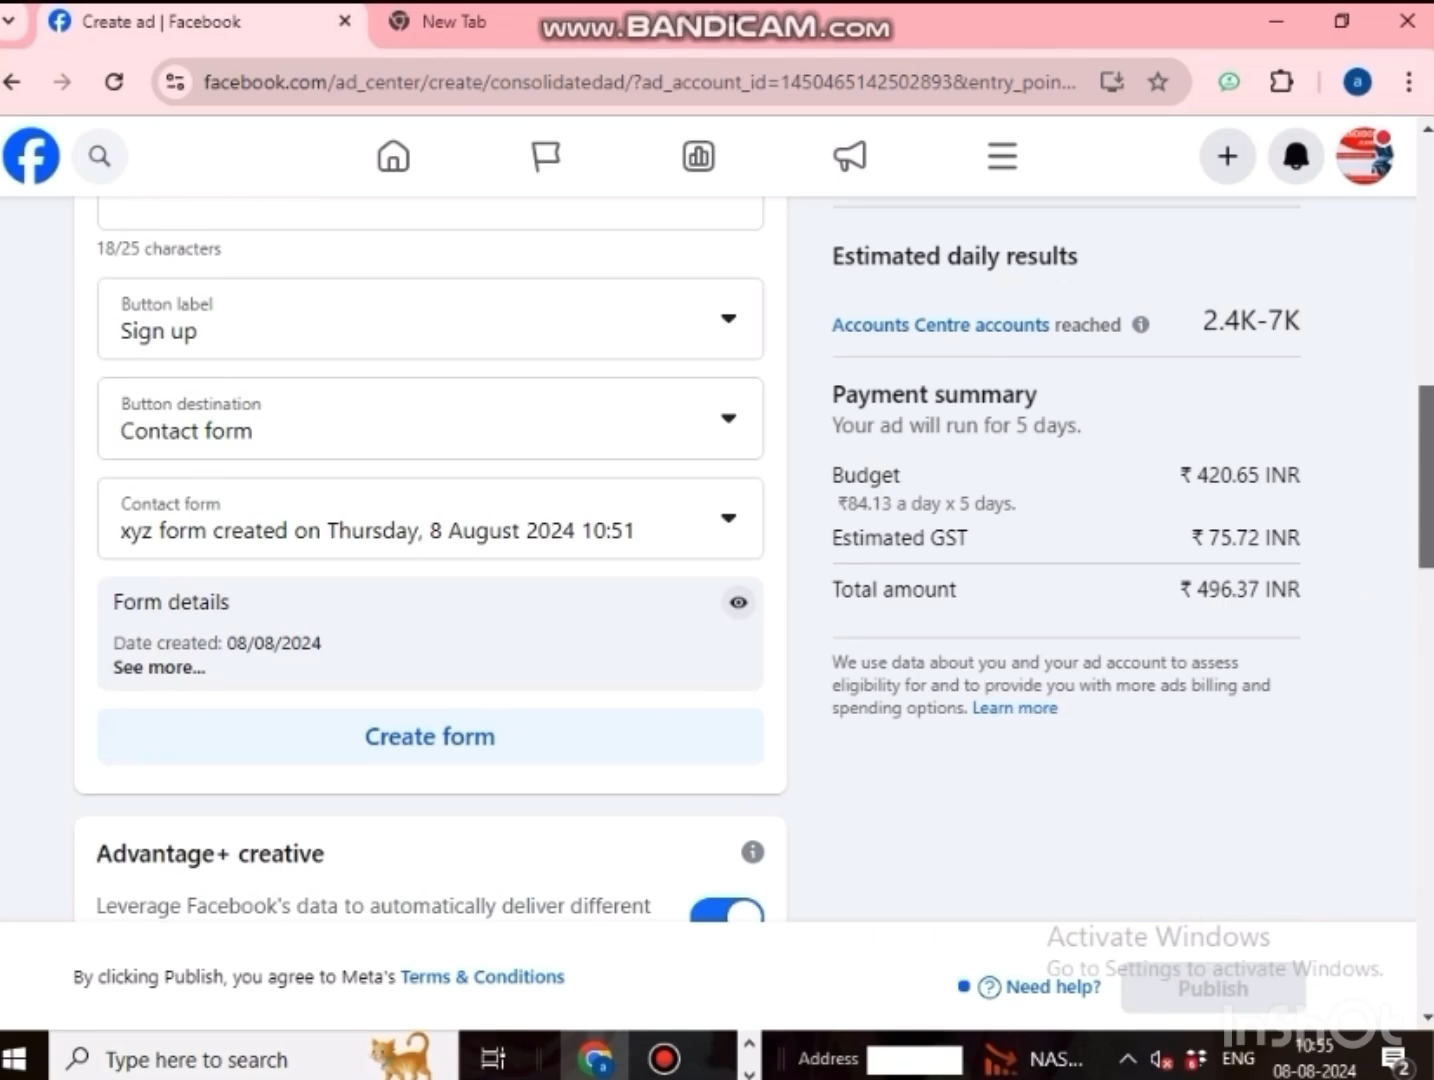 Create ad | Facebook
New Tab
www.BANDICAM.com
facebook.com/ad_center/create/consolidatedad/?ad_account_id=1450465142502893&entry_poin...
a
18/25 characters
Button label
Sign up
Button destination
Contact form
Contact form
xyz form created on Thursday, 8 August 2024 10:51
Form details
Date created: 08/08/2024
See more...
Create form
Advantage+ creative
Leverage Facebook's data to automatically deliver different
Estimated daily results
Accounts Centre accounts reached
2.4K-7K
Payment summary
Your ad will run for 5 days.
Budget ₹ 420.65 INR
₹84.13 a day x 5 days.
Estimated GST ₹ 75.72 INR
Total amount ₹ 496.37 INR
We use data about you and your ad account to assess
eligibility for and to provide you with more ads billing and
spending options. Learn more
Activate Windows
Go to Settings to activate Windows.
By clicking Publish, you agree to Meta's Terms & Conditions
Need help?
Publish
InShOt
Type here to search
Address
NAS...
ENG
10:55
08-08-2024
2